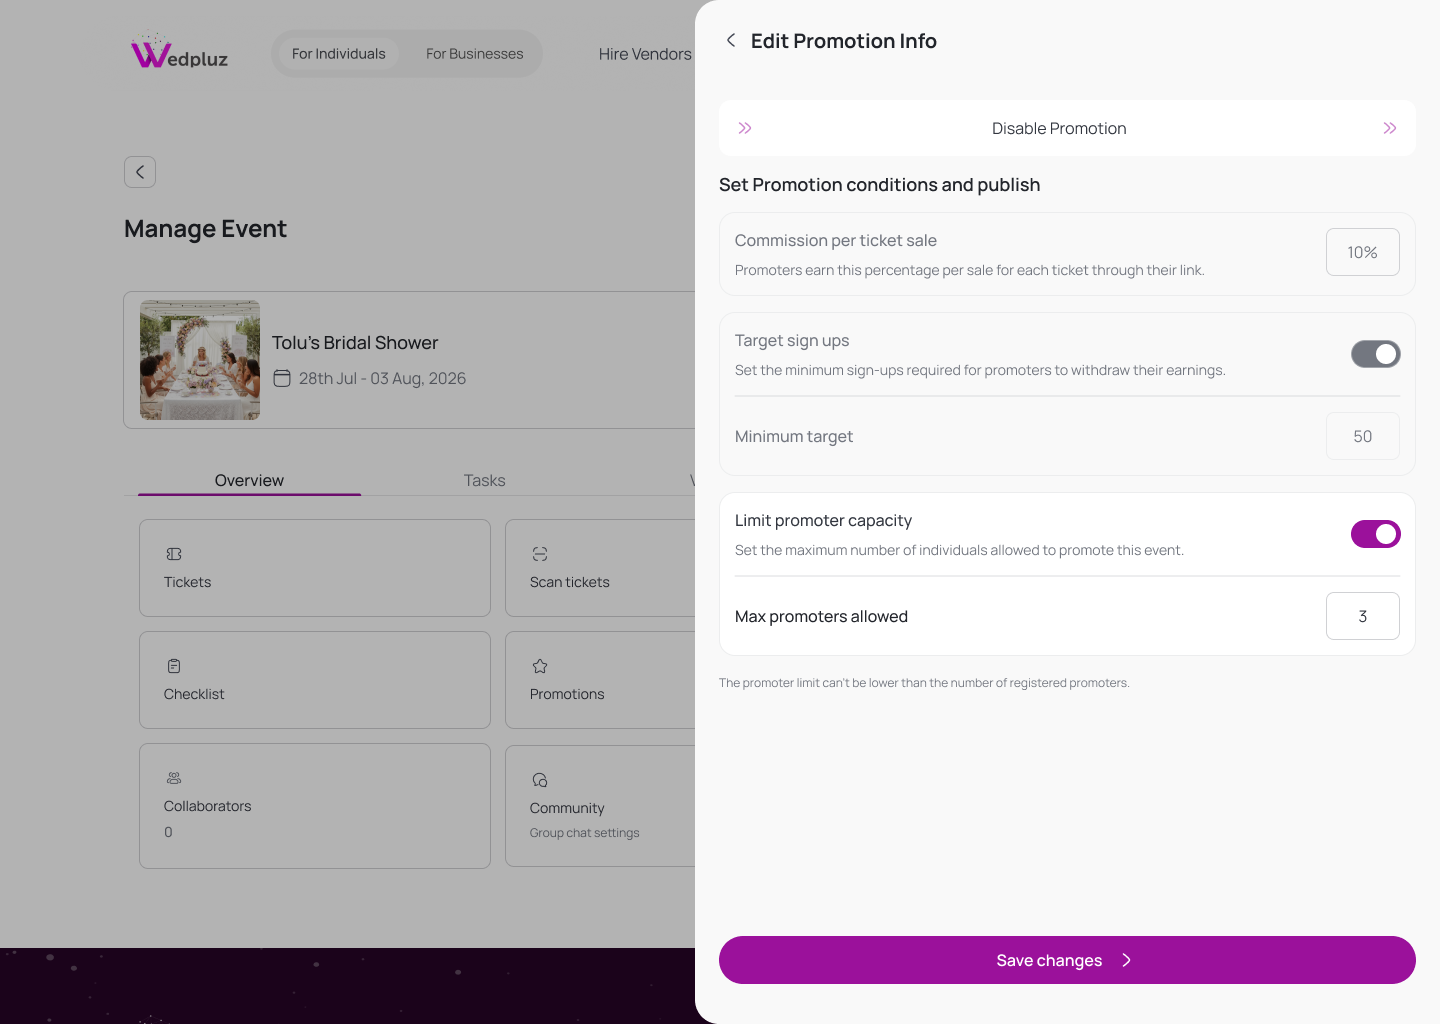 Wedpluz
For Individuals
For Businesses
Hire Vendors
Manage Event
Tolu's Bridal Shower
28th Jul - 03 Aug, 2026
Overview
Tasks
Tickets
Scan tickets
Checklist
Promotions
Collaborators
0
Community
Group chat settings
Edit Promotion Info
Disable Promotion
Set Promotion conditions and publish
Commission per ticket sale
Promoters earn this percentage per sale for each ticket through their link.
10%
Target sign ups
Set the minimum sign-ups required for promoters to withdraw their earnings.
Minimum target
50
Limit promoter capacity
Set the maximum number of individuals allowed to promote this event.
Max promoters allowed
3
The promoter limit can't be lower than the number of registered promoters.
Save changes